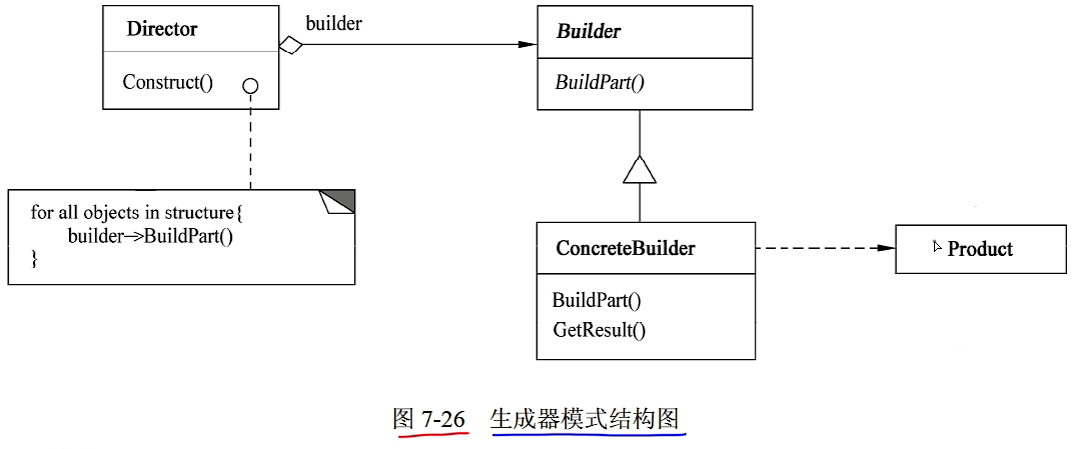 Director
Construct()
builder
Builder
BuildPart()
for all objects in structure{
builder->BuildPart()
}
ConcreteBuilder
BuildPart()
GetResult()
Product
图 7-26 生成器模式结构图